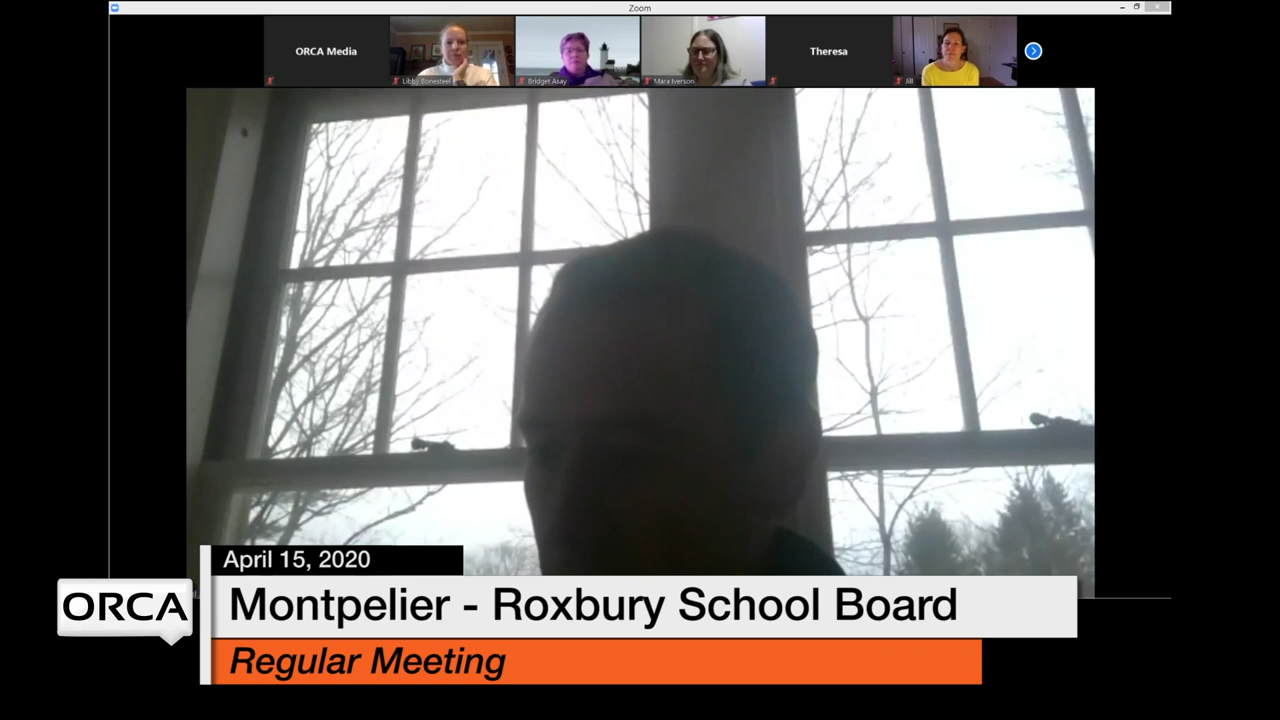 Zoom
ORCA Media
Libby Bonesteel
Bridget Asay
Mara Iverson
Theresa
Jill
April 15, 2020
ORCA
Montpelier - Roxbury School Board
Regular Meeting